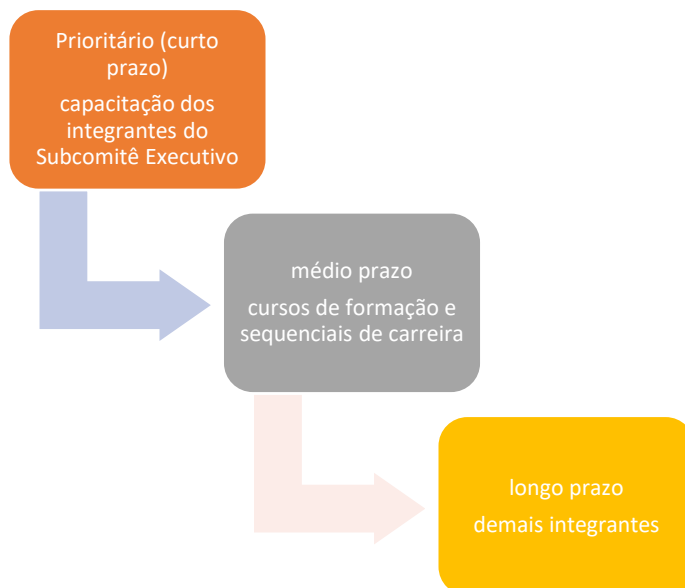 Prioritário (curto
prazo)
capacitação dos
integrantes do
Subcomitê Executivo
médio prazo
cursos de formação e
sequenciais de carreira
longo prazo
demais integrantes